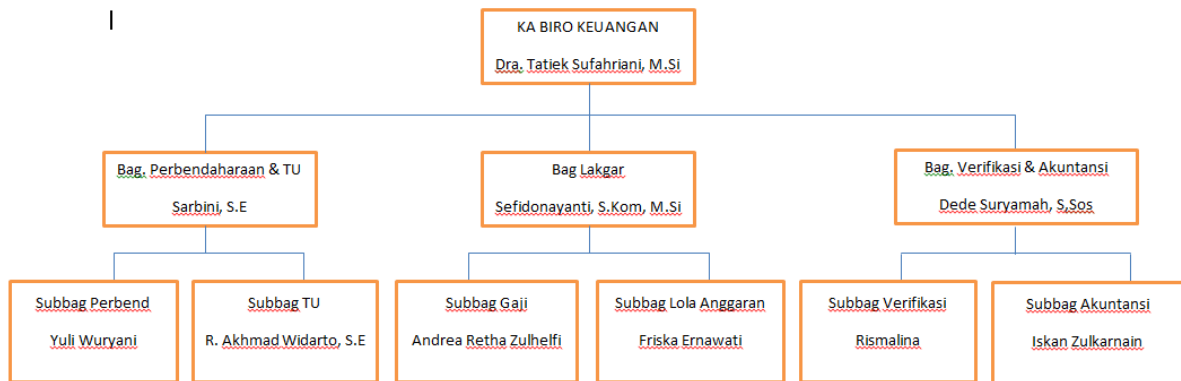 KA BIRO KEUANGAN
Dra. Tatiek Sufahriani, M.Si
Bag. Perbendaharaan & TU
Sarbini, S.E
Bag Lakgar
Sefidonayanti, S.Kom, M.Si
Bag. Verifikasi & Akuntansi
Dede Suryamah, S,Sos
Subbag Perbend
Yuli Wuryani
Subbag TU
R. Akhmad Widarto, S.E
Subbag Gaji
Andrea Retha Zulhelfi
Subbag Lola Anggaran
Friska Ernawati
Subbag Verifikasi
Rismalina
Subbag Akuntansi
Iskan Zulkarnain